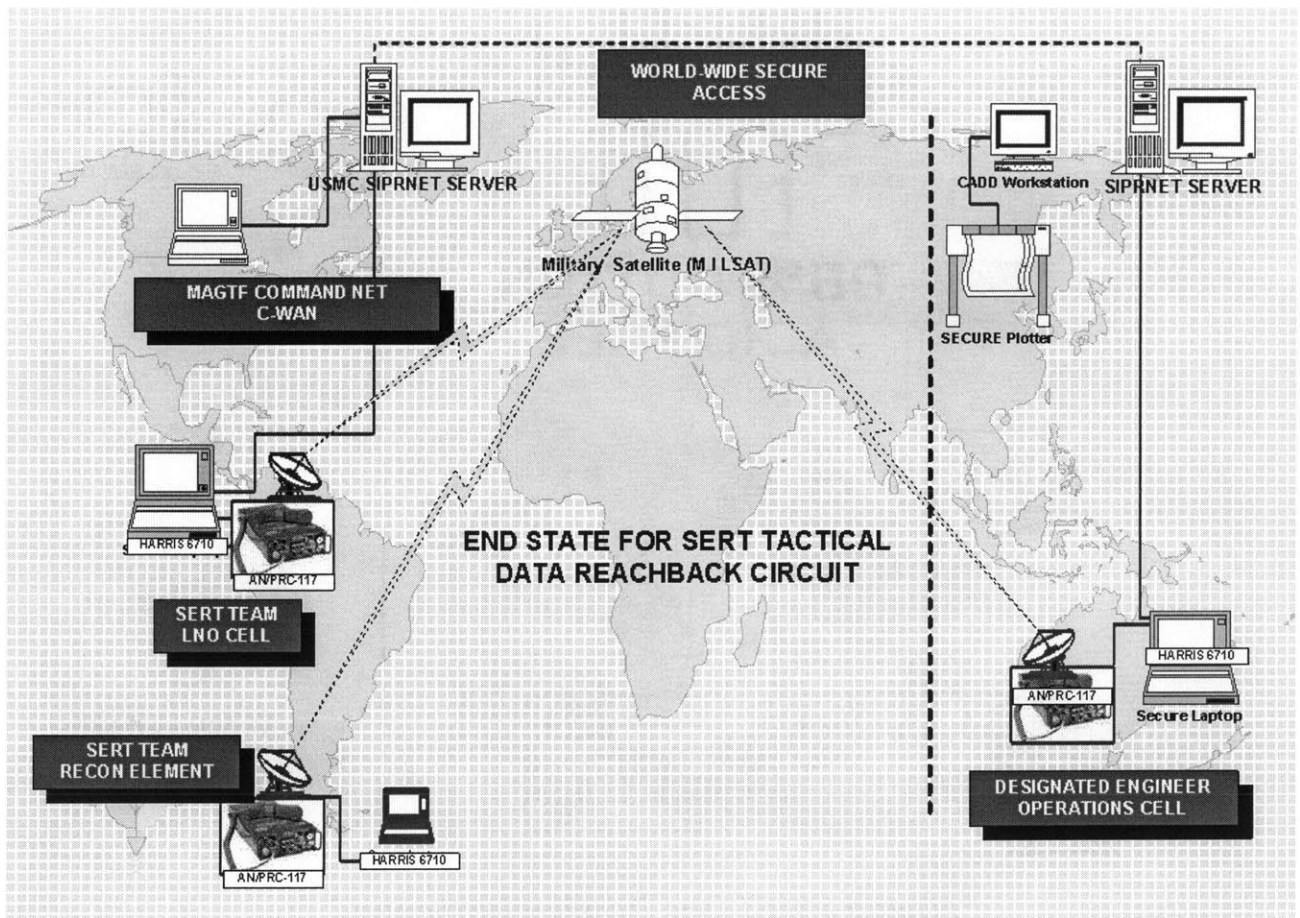 WORLD-WIDE SECURE
ACCESS
USMC SIPRNET SERVER
CADD Workstation
SIPRNET SERVER
Military Satellite (MILSAT)
MAGTF COMMAND NET
C-WAN
SECURE Plotter
HARRIS 6710
AN/PRC-117
END STATE FOR SERT TACTICAL
DATA REACHBACK CIRCUIT
SERT TEAM
LNO CELL
HARRIS 6710
AN/PRC-117
Secure Laptop
SERT TEAM
RECON ELEMENT
DESIGNATED ENGINEER
OPERATIONS CELL
HARRIS 6710
AN/PRC-117